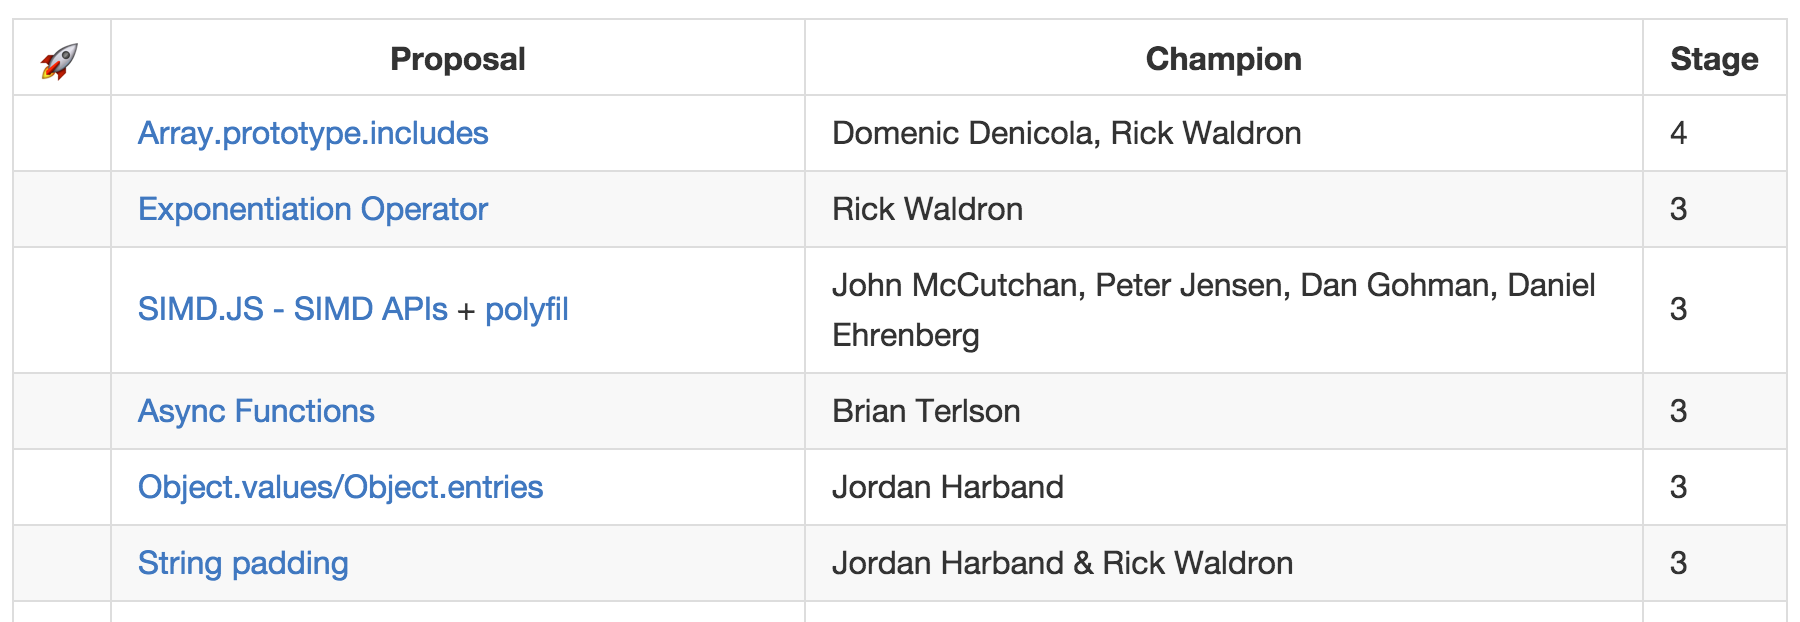 🚀 Proposal Champion Stage
Array.prototype.includes Domenic Denicola, Rick Waldron 4
Exponentiation Operator Rick Waldron 3
SIMD.JS - SIMD APIs + polyfil John McCutchan, Peter Jensen, Dan Gohman, Daniel
Ehrenberg 3
Async Functions Brian Terlson 3
Object.values/Object.entries Jordan Harband 3
String padding Jordan Harband & Rick Waldron 3